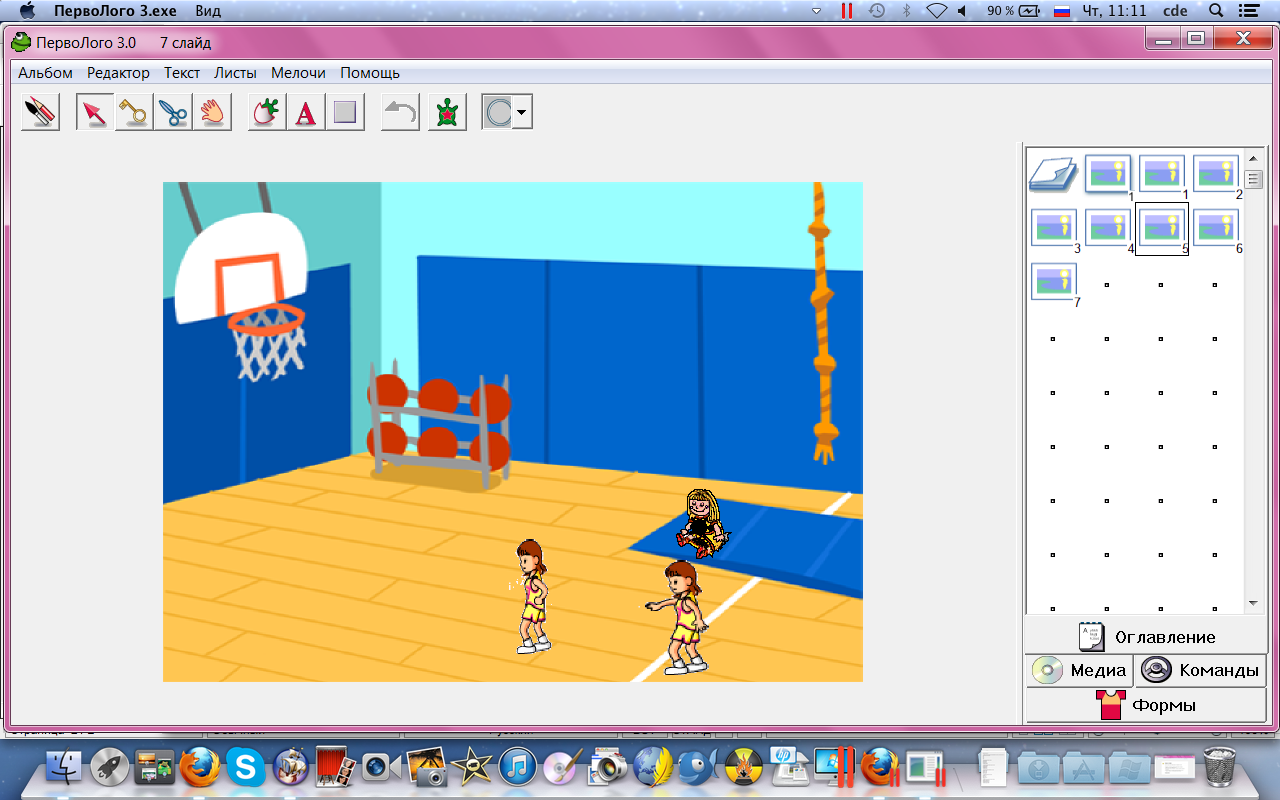 ПервоЛого 3.exe Вид 90 % Чт, 11:11 cde
ПервоЛого 3.0 7 слайд
Альбом Редактор Текст Листы Мелочи Помощь
A
1 1 2
3 4 5 6
7
Оглавление
Медиа Команды
Формы